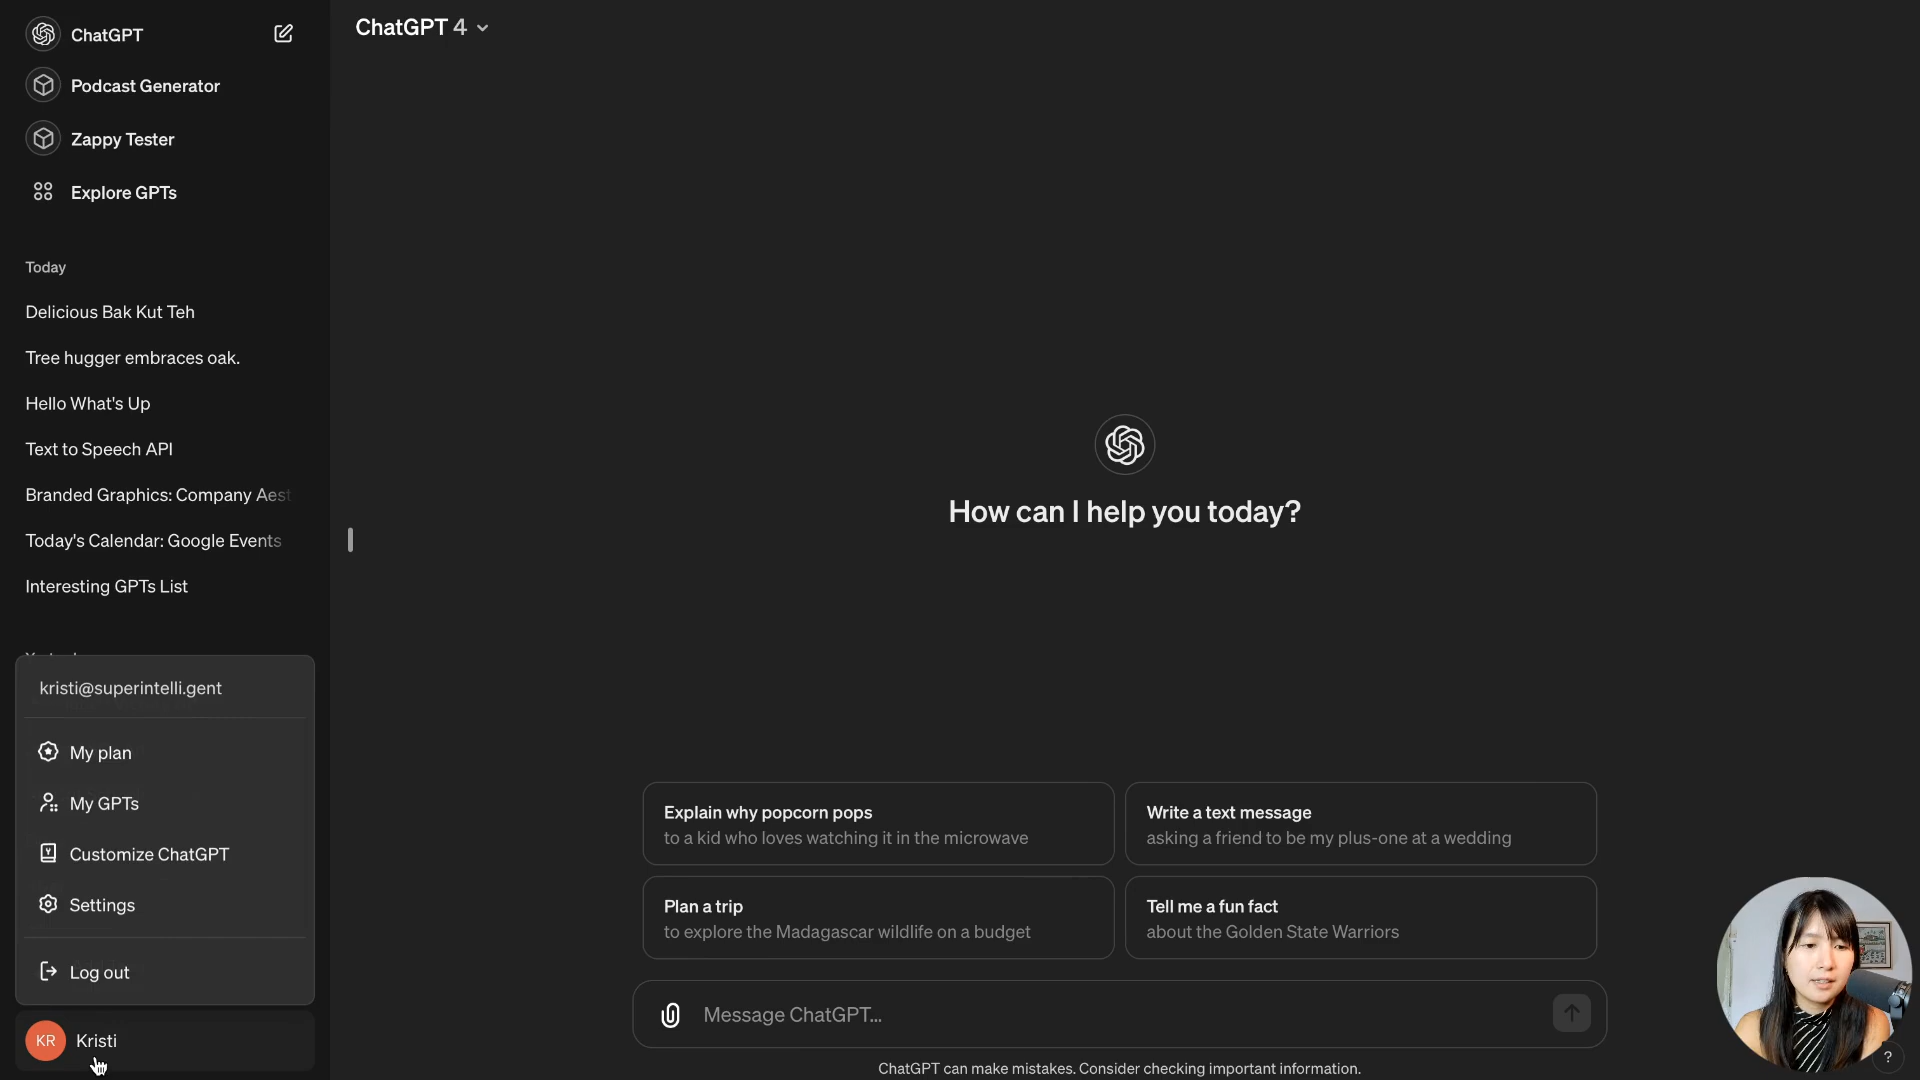 ChatGPT
Podcast Generator
Zappy Tester
Explore GPTs
Today
Delicious Bak Kut Teh
Tree hugger embraces oak.
Hello What's Up
Text to Speech API
Branded Graphics: Company Aest
Today's Calendar: Google Events
Interesting GPTs List
kristi@superintelli.gent
My plan
My GPTs
Customize ChatGPT
Settings
Log out
KR Kristi
ChatGPT 4
How can I help you today?
Explain why popcorn pops
to a kid who loves watching it in the microwave
Write a text message
asking a friend to be my plus-one at a wedding
Plan a trip
to explore the Madagascar wildlife on a budget
Tell me a fun fact
about the Golden State Warriors
Message ChatGPT...
ChatGPT can make mistakes. Consider checking important information.
?